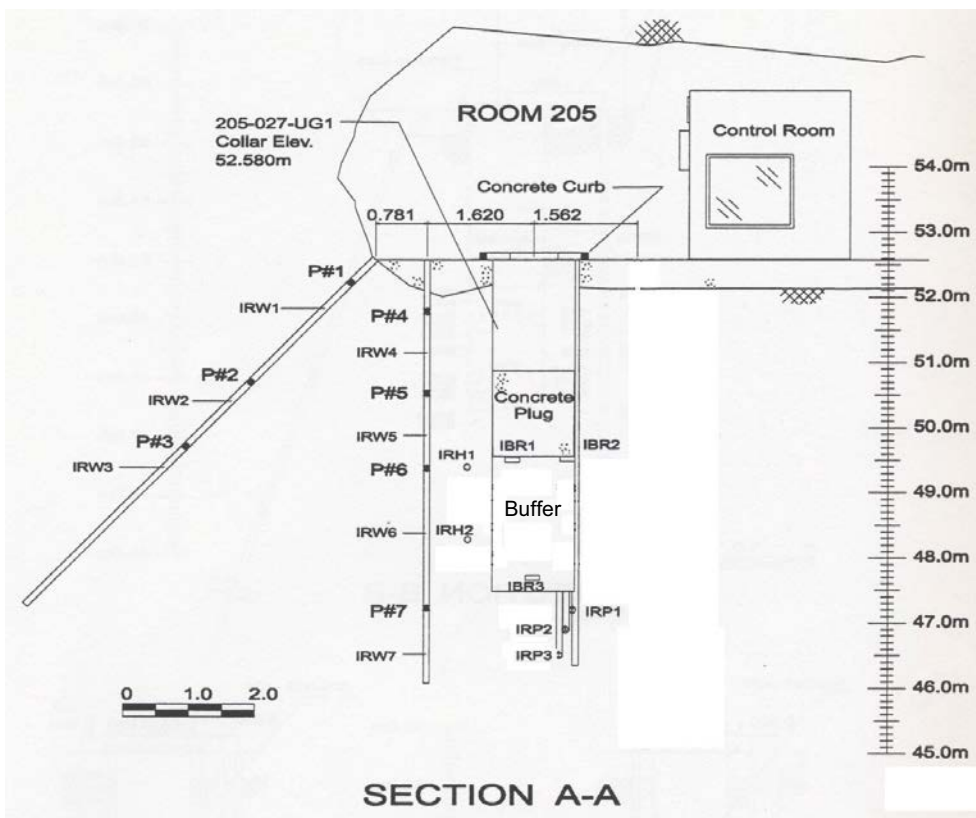 ROOM 205
205-027-UG1
Collar Elev.
52.580m
Control Room
Concrete Curb
0.781
1.620
1.562
54.0m
53.0m
52.0m
51.0m
50.0m
49.0m
48.0m
47.0m
46.0m
45.0m
P#1
IRW1
P#2
IRW2
P#3
IRW3
P#4
IRW4
P#5
IRW5
P#6
IRW6
P#7
IRW7
IRH1
IRH2
Concrete
Plug
IBR1
IBR2
Buffer
IBR3
IRP1
IRP2
IRP3
0 1.0 2.0
SECTION A-A